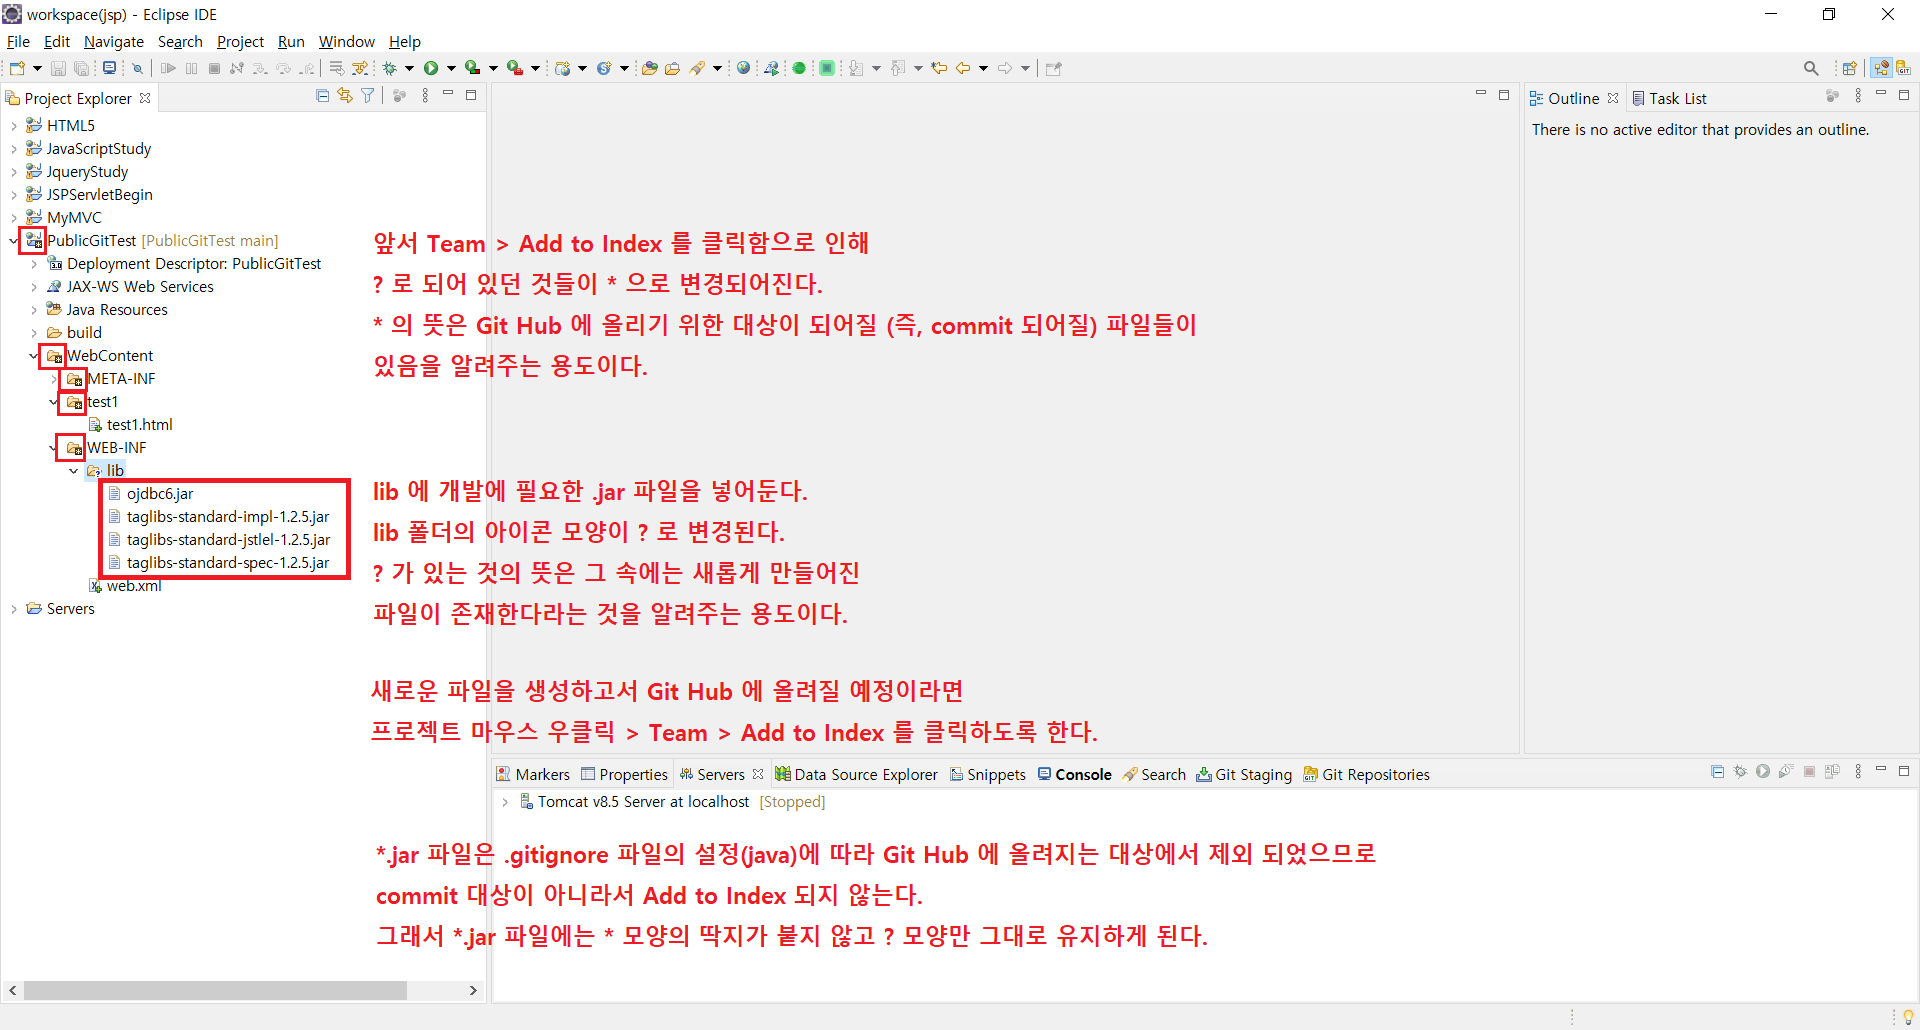 workspace(jsp) - Eclipse IDE
File Edit Navigate Search Project Run Window Help
Project Explorer
HTML5
JavaScriptStudy
JqueryStudy
JSPServletBegin
MyMVC
PublicGitTest [PublicGitTest main]
Deployment Descriptor: PublicGitTest
JAX-WS Web Services
Java Resources
build
WebContent
META-INF
test1
test1.html
WEB-INF
lib
ojdbc6.jar
taglibs-standard-impl-1.2.5.jar
taglibs-standard-jstlel-1.2.5.jar
taglibs-standard-spec-1.2.5.jar
web.xml
Servers
앞서 Team > Add to Index 를 클릭함으로 인해
? 로 되어 있던 것들이 * 으로 변경되어진다.
* 의 뜻은 Git Hub 에 올리기 위한 대상이 되어질 (즉, commit 되어질) 파일들이
있음을 알려주는 용도이다.
lib 에 개발에 필요한 .jar 파일을 넣어둔다.
lib 폴더의 아이콘 모양이 ? 로 변경된다.
? 가 있는 것의 뜻은 그 속에는 새롭게 만들어진
파일이 존재한다라는 것을 알려주는 용도이다.
새로운 파일을 생성하고서 Git Hub 에 올려질 예정이라면
프로젝트 마우스 우클릭 > Team > Add to Index 를 클릭하도록 한다.
Outline Task List
There is no active editor that provides an outline.
Markers Properties Servers Data Source Explorer Snippets Console Search Git Staging Git Repositories
Tomcat v8.5 Server at localhost [Stopped]
*.jar 파일은 .gitignore 파일의 설정(java)에 따라 Git Hub 에 올려지는 대상에서 제외 되었으므로
commit 대상이 아니라서 Add to Index 되지 않는다.
그래서 *.jar 파일에는 * 모양의 딱지가 붙지 않고 ? 모양만 그대로 유지하게 된다.